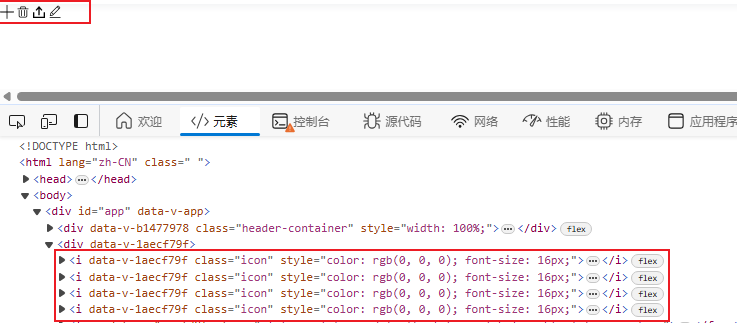 欢迎 </> 元素 控制台 源代码 网络 性能 内存 应用程序
<!DOCTYPE html>
<html lang="zh-CN" class=" ">
▶<head>⋯</head>
▼<body>
▼<div id="app" data-v-app>
▶<div data-v-b1477978 class="header-container" style="width: 100%;">⋯</div> flex
▼<div data-v-1aecf79f>
▶<i data-v-1aecf79f class="icon" style="color: rgb(0, 0, 0); font-size: 16px;">⋯</i> flex
▶<i data-v-1aecf79f class="icon" style="color: rgb(0, 0, 0); font-size: 16px;">⋯</i> flex
▶<i data-v-1aecf79f class="icon" style="color: rgb(0, 0, 0); font-size: 16px;">⋯</i> flex
▶<i data-v-1aecf79f class="icon" style="color: rgb(0, 0, 0); font-size: 16px;">⋯</i> flex